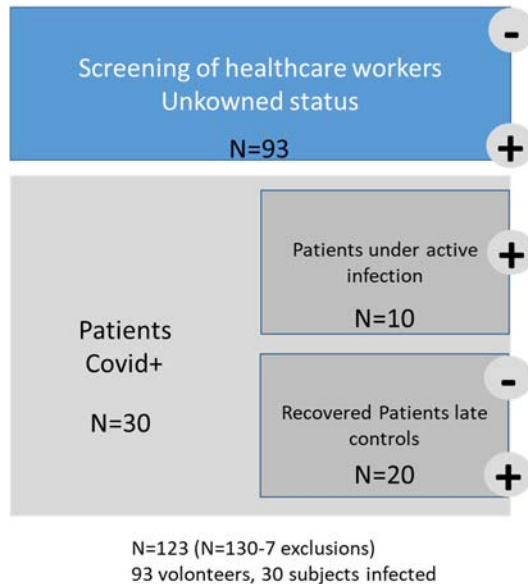 -
Screening of healthcare workers
Unkowned status
N=93
+
Patients
Covid+
N=30
Patients under active
infection
N=10
+
-
Recovered Patients late
controls
N=20
+
N=123 (N=130-7 exclusions)
93 volonteers, 30 subjects infected